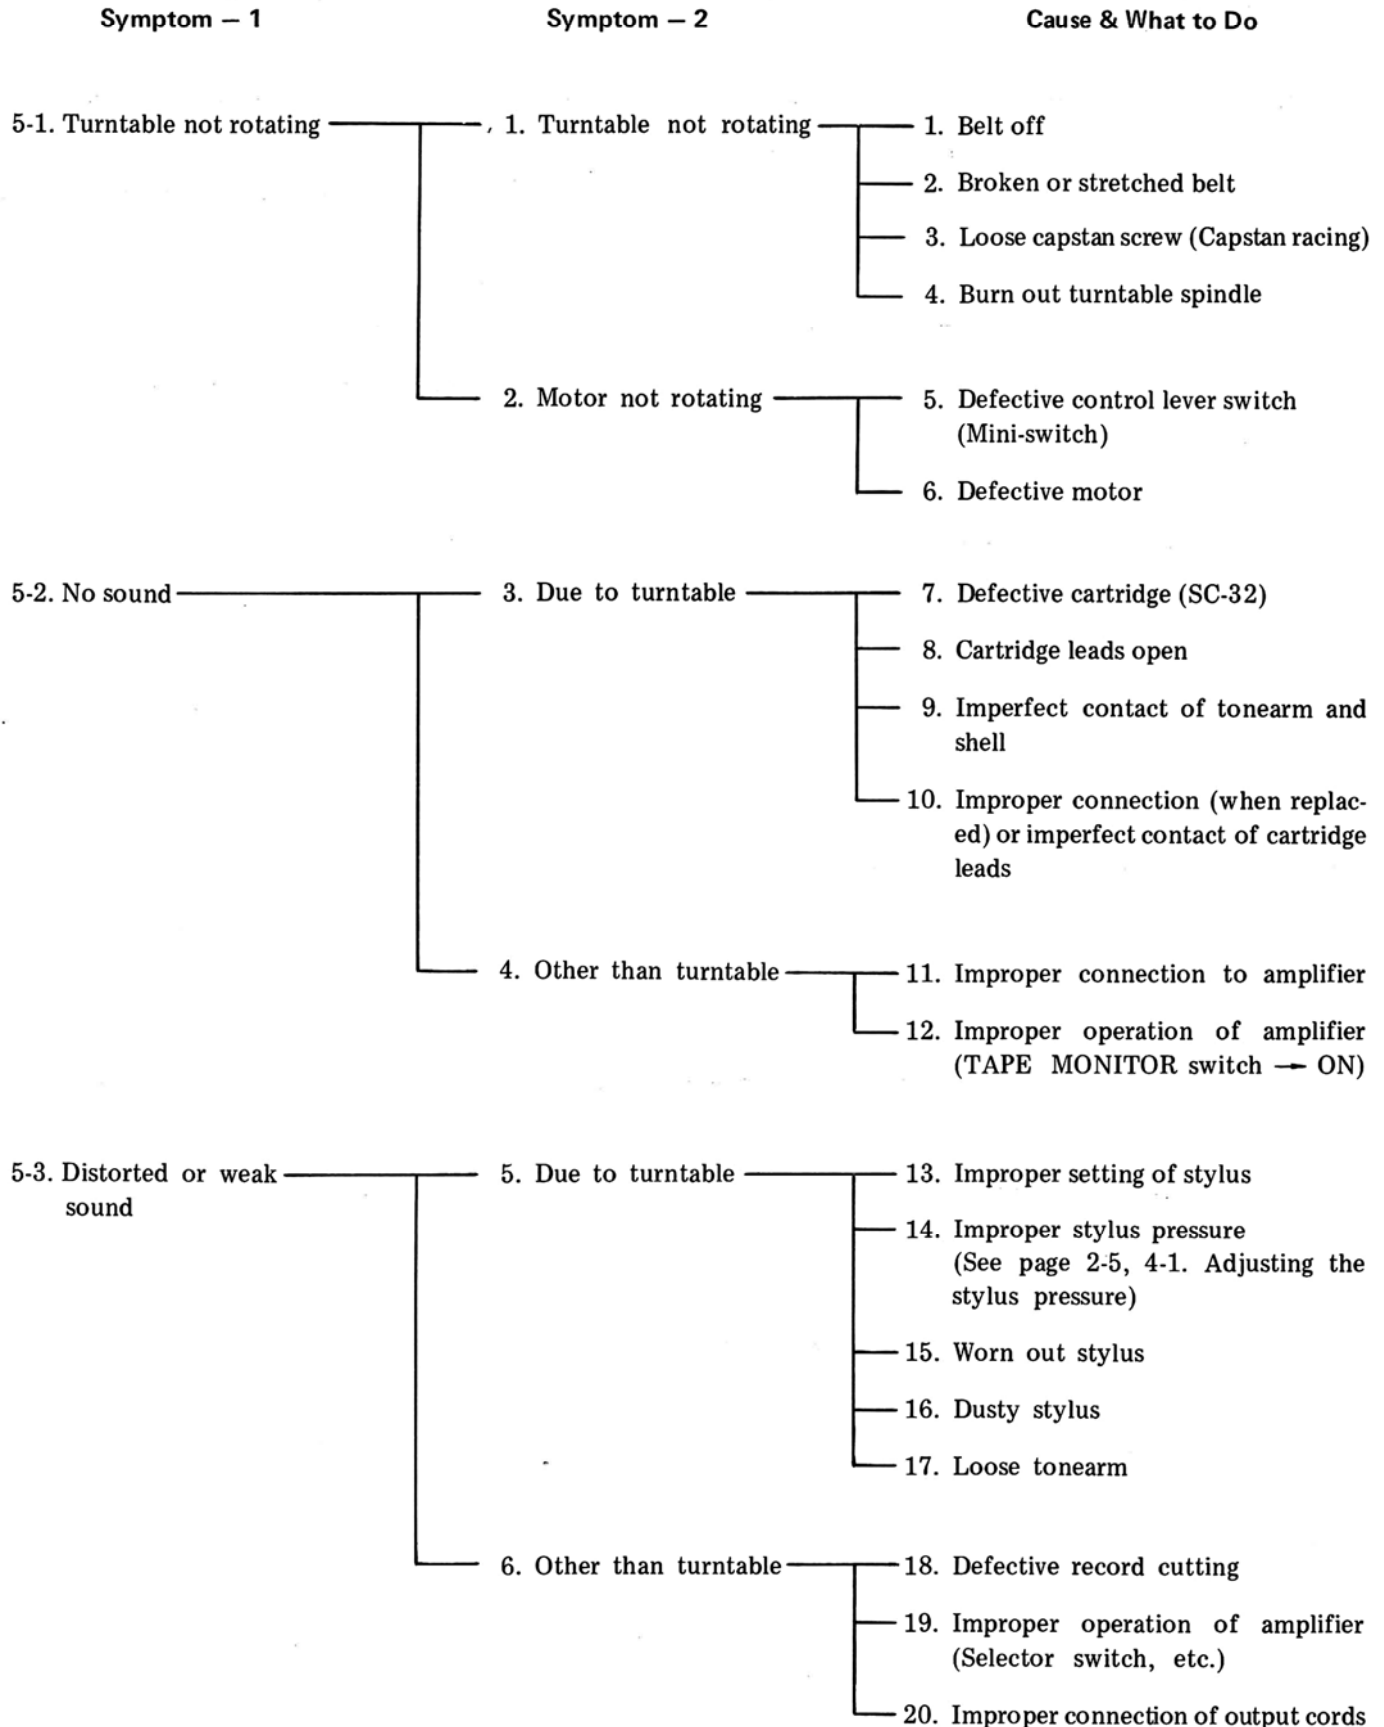 Symptom — 1
Symptom — 2
Cause & What to Do
5-1. Turntable not rotating
1. Turntable not rotating
1. Belt off
2. Broken or stretched belt
3. Loose capstan screw (Capstan racing)
4. Burn out turntable spindle
2. Motor not rotating
5. Defective control lever switch
(Mini-switch)
6. Defective motor
5-2. No sound
3. Due to turntable
7. Defective cartridge (SC-32)
8. Cartridge leads open
9. Imperfect contact of tonearm and
shell
10. Improper connection (when replac-
ed) or imperfect contact of cartridge
leads
4. Other than turntable
11. Improper connection to amplifier
12. Improper operation of amplifier
(TAPE MONITOR switch → ON)
5-3. Distorted or weak
sound
5. Due to turntable
13. Improper setting of stylus
14. Improper stylus pressure
(See page 2-5, 4-1. Adjusting the
stylus pressure)
15. Worn out stylus
16. Dusty stylus
17. Loose tonearm
6. Other than turntable
18. Defective record cutting
19. Improper operation of amplifier
(Selector switch, etc.)
20. Improper connection of output cords